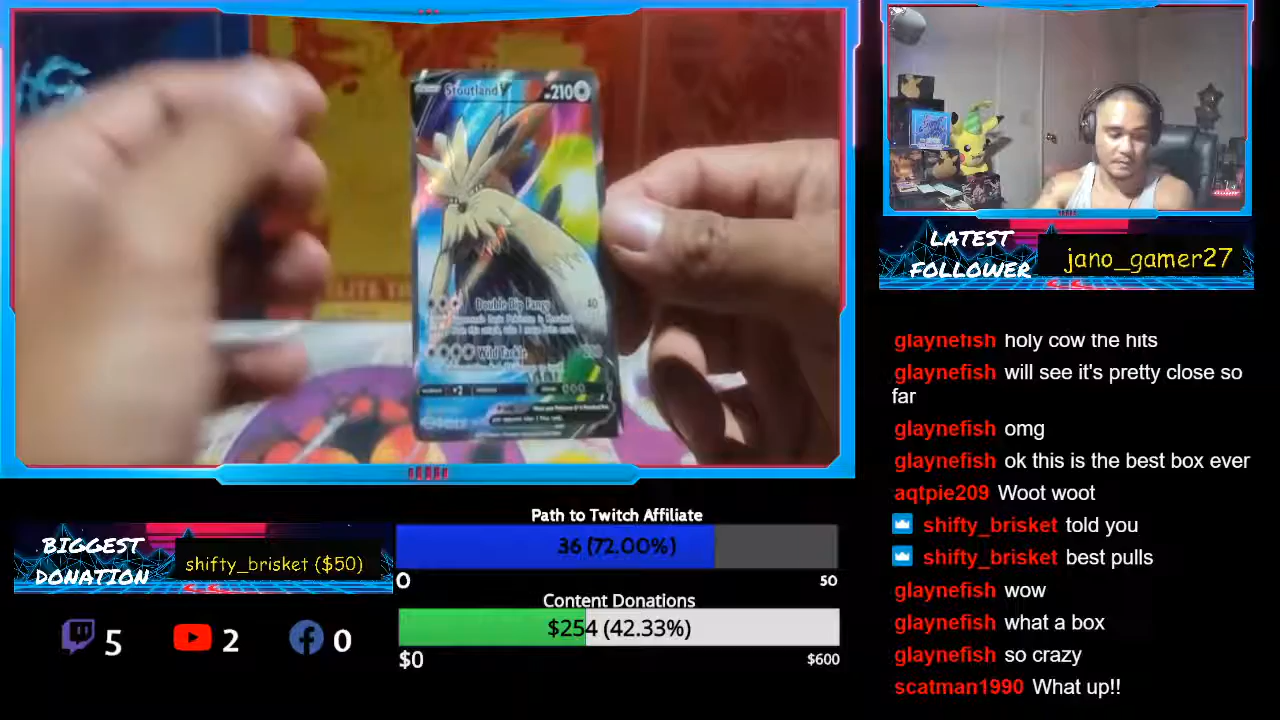 Stoutland V
210
Double Dip Fangs
40
Wild Tackle
LATEST
FOLLOWER
jano_gamer27
glaynefish holy cow the hits
glaynefish will see it's pretty close so
far
glaynefish omg
glaynefish ok this is the best box ever
aqtpie209 Woot woot
shifty_brisket told you
shifty_brisket best pulls
glaynefish wow
glaynefish what a box
glaynefish so crazy
scatman1990 What up!!
BIGGEST
DONATION
shifty_brisket ($50)
5
2
0
Path to Twitch Affiliate
36 (72.00%)
0
50
Content Donations
$254 (42.33%)
$0
$600